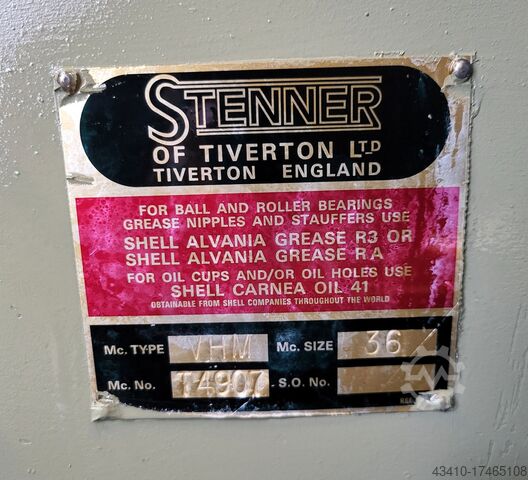 STENNER
OF TIVERTON LTD
TIVERTON ENGLAND
FOR BALL AND ROLLER BEARINGS
GREASE NIPPLES AND STAUFFERS USE
SHELL ALVANIA GREASE R3 OR
SHELL ALVANIA GREASE R A
FOR OIL CUPS AND/OR OIL HOLES USE
SHELL CARNEA OIL 41
OBTAINABLE FROM SHELL COMPANIES THROUGHOUT THE WORLD
Mc. TYPE VHM Mc. SIZE 36
Mc. No. T4907 S.O. No.
43410-17465108